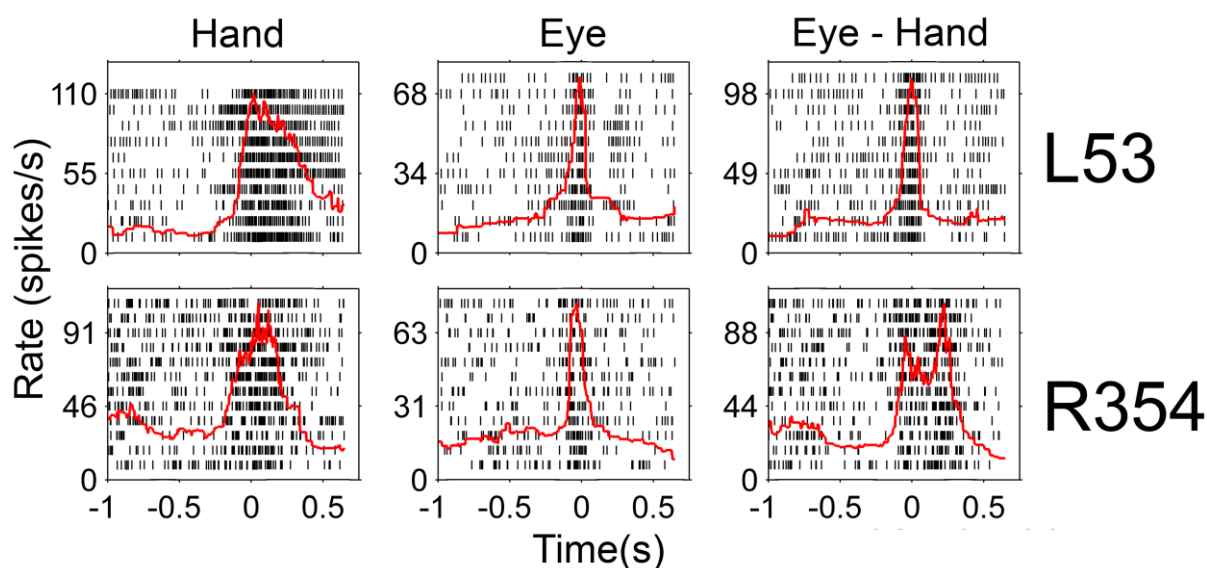 Hand Eye Eye - Hand
110 68 98
55 34 49
0 0 0
L53
Rate (spikes/s)
91 63 88
46 31 44
0 0 0
R354
-1 -0.5 0 0.5 -1 -0.5 0 0.5 -1 -0.5 0 0.5
Time(s)